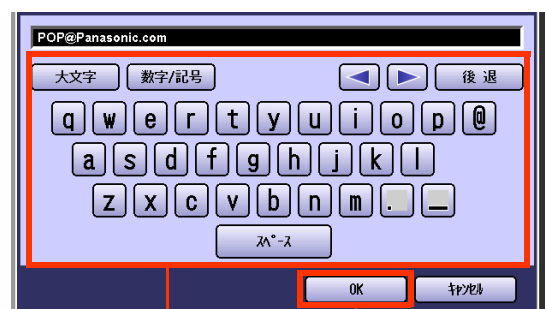 POP@Panasonic.com
大文字 数字/記号 後退
q w e r t y u i o p @
a s d f g h j k l
z x c v b n m . _
ｽﾍﾟｰｽ
OK ｷｬﾝｾﾙ